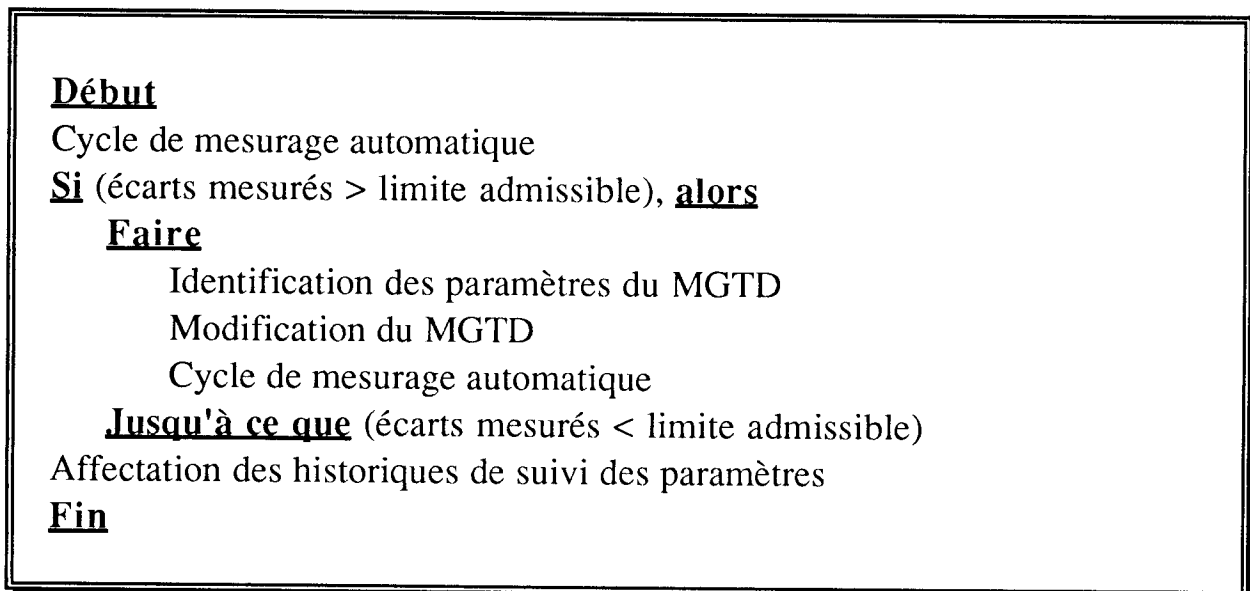 Début
Cycle de mesurage automatique
Si (écarts mesurés > limite admissible), alors
Faire
Identification des paramètres du MGTD
Modification du MGTD
Cycle de mesurage automatique
Jusqu'à ce que (écarts mesurés < limite admissible)
Affectation des historiques de suivi des paramètres
Fin